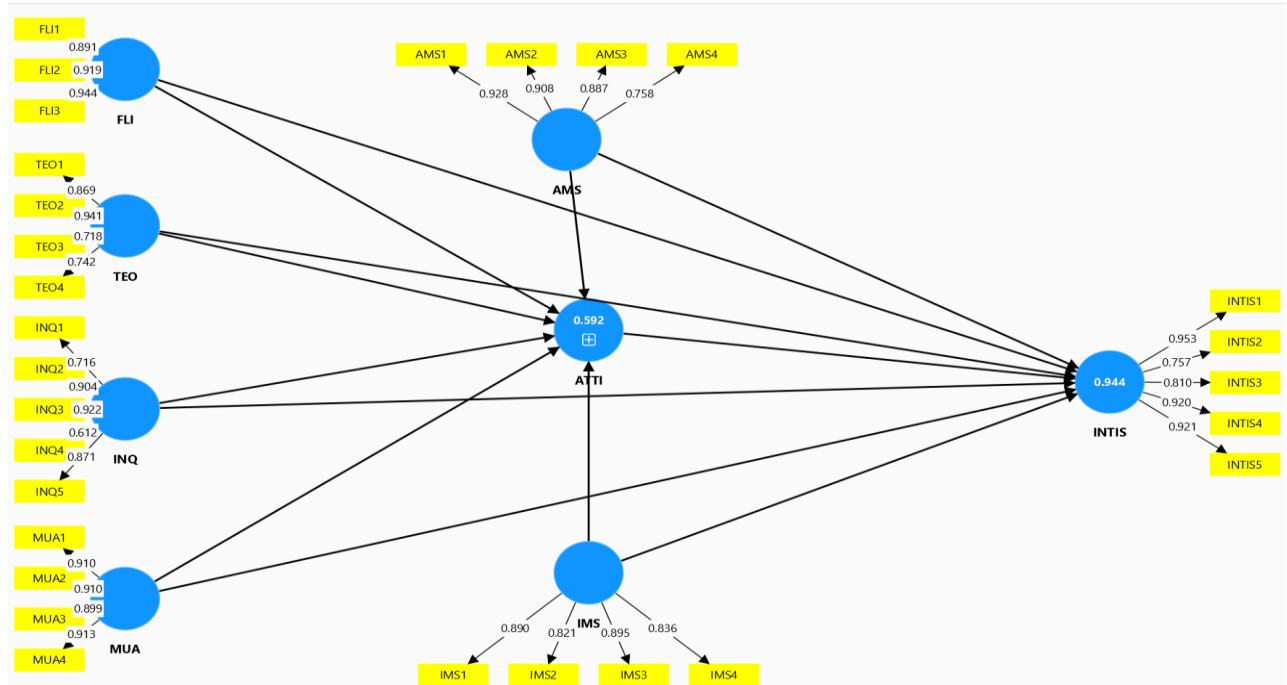 FLI1
0.891
FLI2
0.919
0.944
FLI3
FLI
AMS1
AMS2
AMS3
AMS4
0.928
0.908
0.887
0.758
AMS
TEO1
0.869
TEO2
0.941
0.718
TEO3
0.742
TEO4
TEO
INQ1
0.716
INQ2
0.904
INQ3
0.922
0.612
INQ4
0.871
INQ5
INQ
0.592
ATTI
0.944
INTIS
INTIS1
0.953
INTIS2
0.757
0.810
INTIS3
0.920
INTIS4
0.921
INTIS5
MUA1
0.910
MUA2
0.910
0.899
MUA3
0.913
MUA4
MUA
IMS
0.890
0.821
0.895
0.836
IMS1
IMS2
IMS3
IMS4